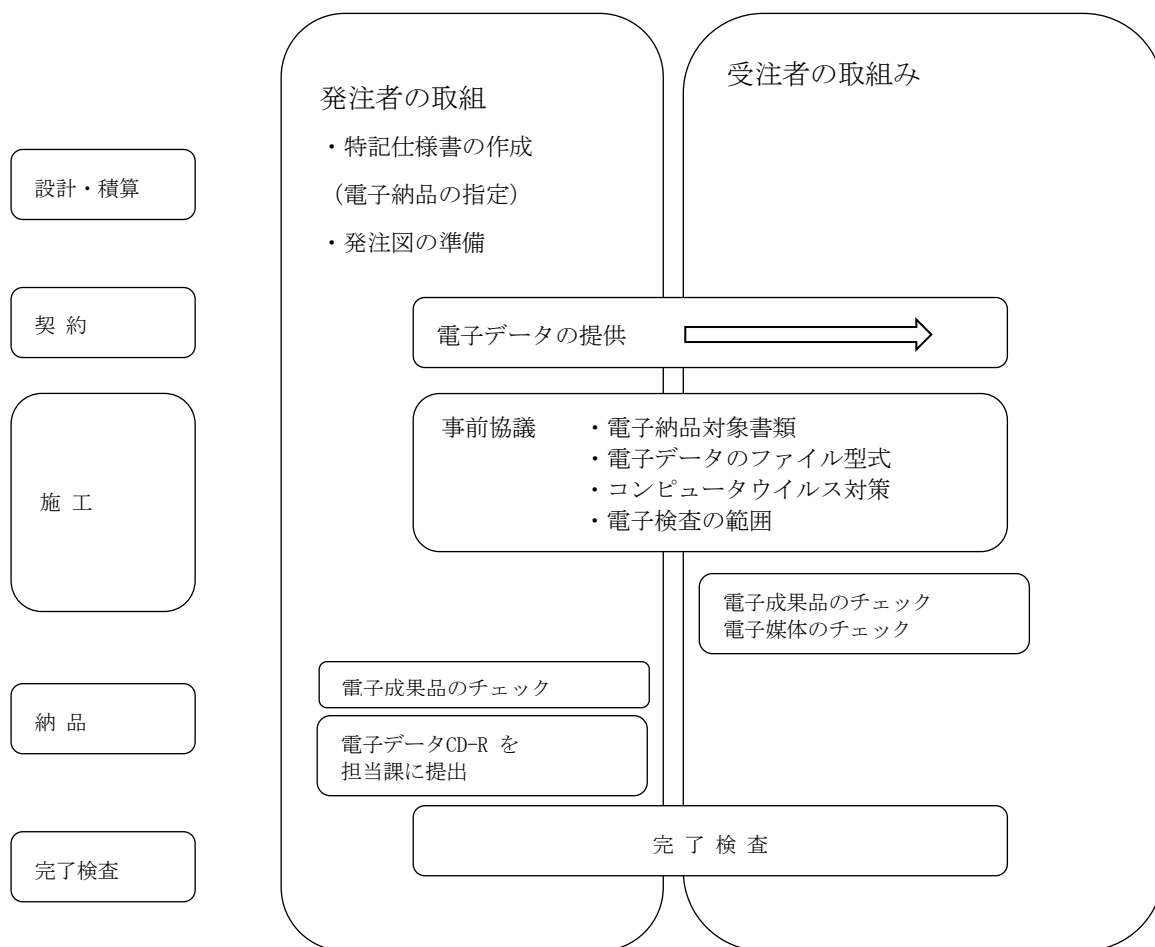 発注者の取組
・特記仕様書の作成
(電子納品の指定)
・発注図の準備
受注者の取組み
設計・積算
契 約
電子データの提供
施 工
事前協議 ・電子納品対象書類
・電子データのファイル型式
・コンピュータウイルス対策
・電子検査の範囲
電子成果品のチェック
電子媒体のチェック
納 品
電子成果品のチェック
電子データCD-R を
担当課に提出
完了検査
完 了 検 査